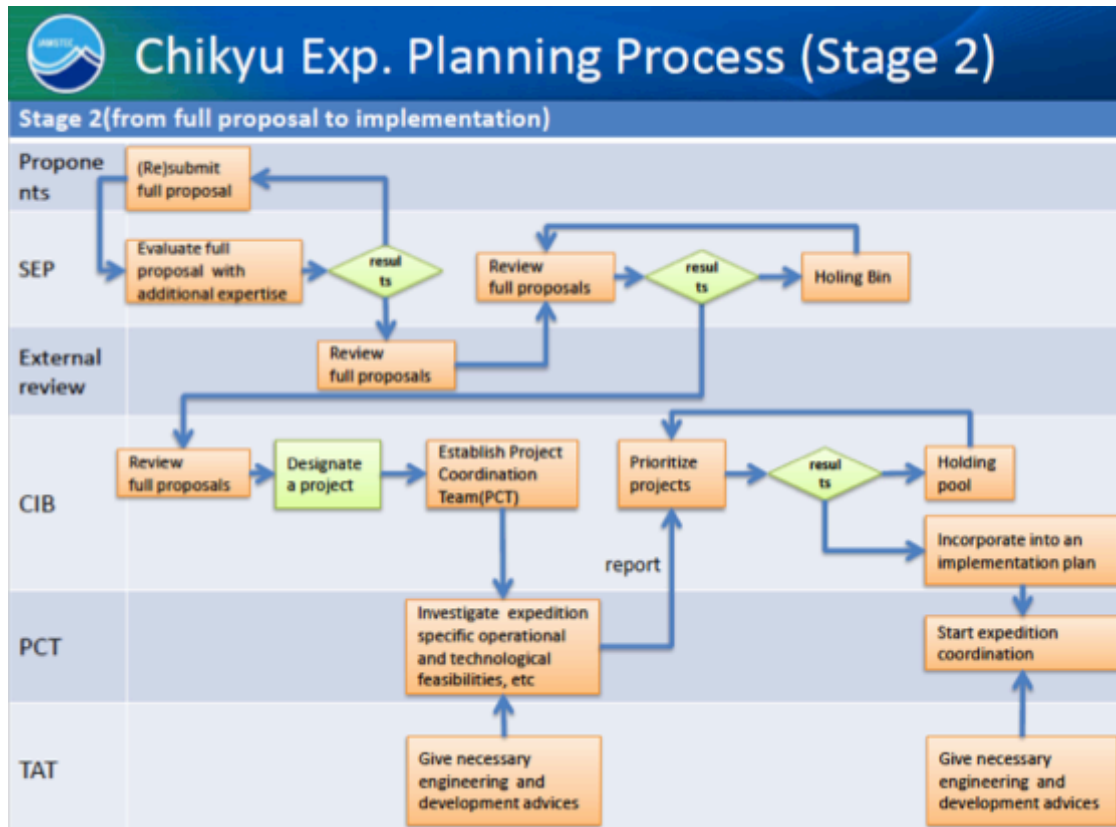 JAMSTEC
Chikyu Exp. Planning Process (Stage 2)
Stage 2(from full proposal to implementation)
Propone
nts
(Re)submit
full proposal
SEP
Evaluate full
proposal with
additional expertise
resul
ts
Review
full proposals
resul
ts
Holing Bin
External
review
Review
full proposals
CIB
Review
full proposals
Designate
a project
Establish Project
Coordination
Team(PCT)
Prioritize
projects
resul
ts
Holding
pool
Incorporate into an
implementation plan
report
PCT
Investigate expedition
specific operational
and technological
feasibilities, etc
Start expedition
coordination
TAT
Give necessary
engineering and
development advices
Give necessary
engineering and
development advices